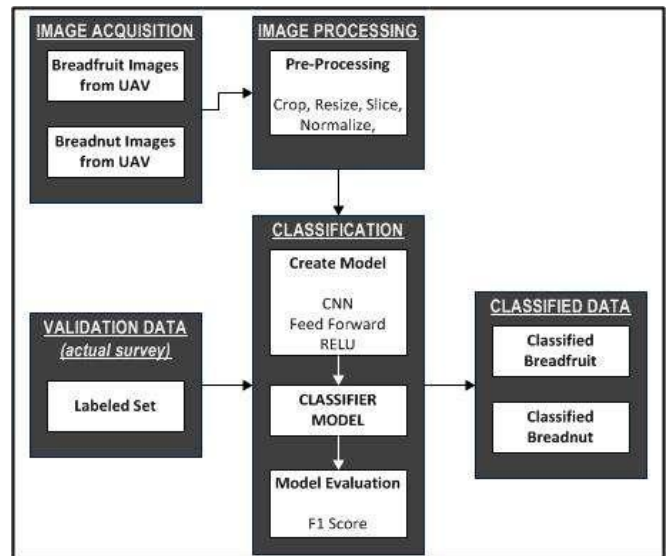 IMAGE ACQUISITION
Breadfruit Images
from UAV
Breadnut Images
from UAV
IMAGE PROCESSING
Pre-Processing
Crop, Resize, Slice,
Normalize,
CLASSIFICATION
Create Model
CNN
Feed Forward
RELU
CLASSIFIER
MODEL
Model Evaluation
F1 Score
VALIDATION DATA
(actual survey)
Labeled Set
CLASSIFIED DATA
Classified
Breadfruit
Classified
Breadnut